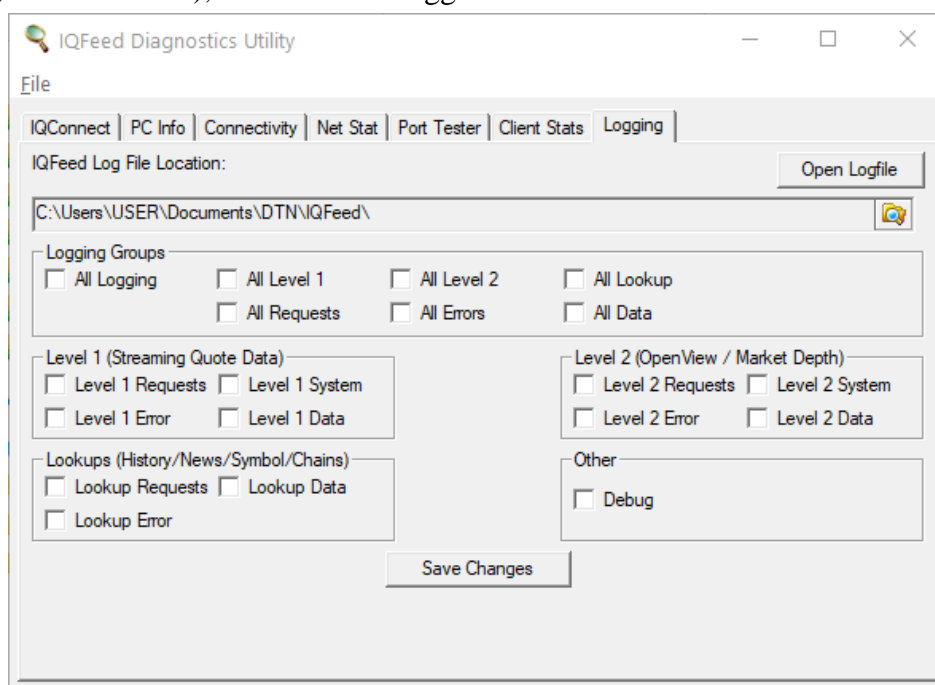 IQFeed Diagnostics Utility
File
IQConnect PC Info Connectivity Net Stat Port Tester Client Stats Logging
IQFeed Log File Location:
Open Logfile
C:\Users\USER\Documents\DTN\IQFeed\
Logging Groups
All Logging All Level 1 All Level 2 All Lookup
All Requests All Errors All Data
Level 1 (Streaming Quote Data)
Level 1 Requests Level 1 System
Level 1 Error Level 1 Data
Level 2 (OpenView / Market Depth)
Level 2 Requests Level 2 System
Level 2 Error Level 2 Data
Lookups (History/News/Symbol/Chains)
Lookup Requests Lookup Data
Lookup Error
Other
Debug
Save Changes